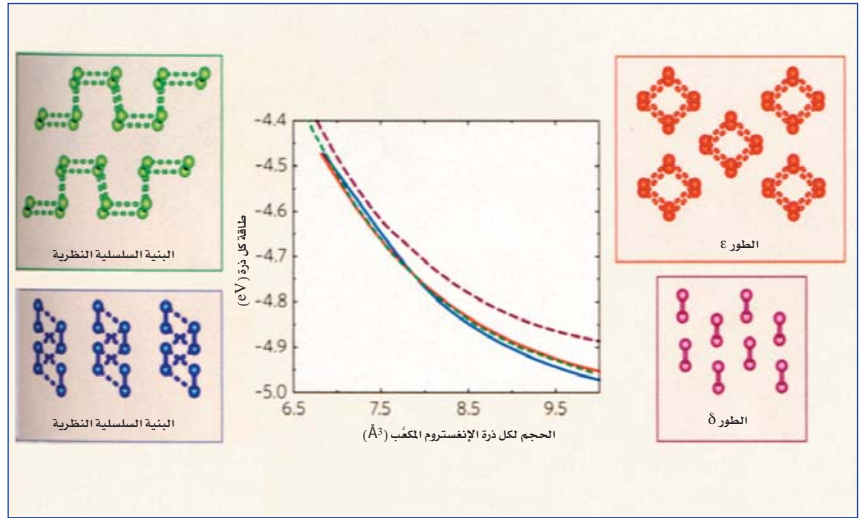 البنية السلسلية النظرية
البنية السلسلية النظرية
طاقة كل ذرة (eV)
-4.4
-4.5
-4.6
-4.7
-4.8
-4.9
-5.0
6.5
7.5
8.5
9.5
الحجم لكل ذرة الإنغستروم المكعَّب (Å³)
الطور ε
الطور δ